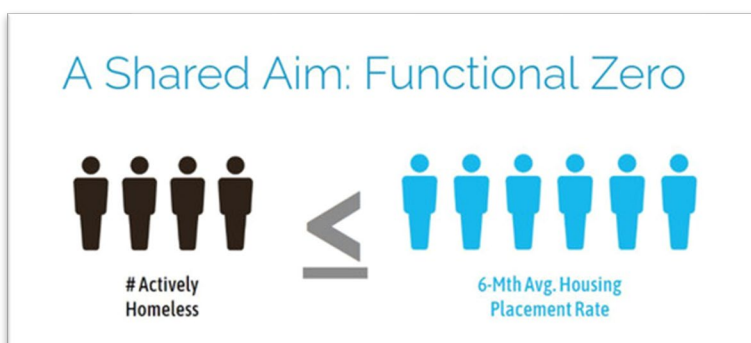 A Shared Aim: Functional Zero
≤
# Actively
Homeless
6-Mth Avg. Housing
Placement Rate